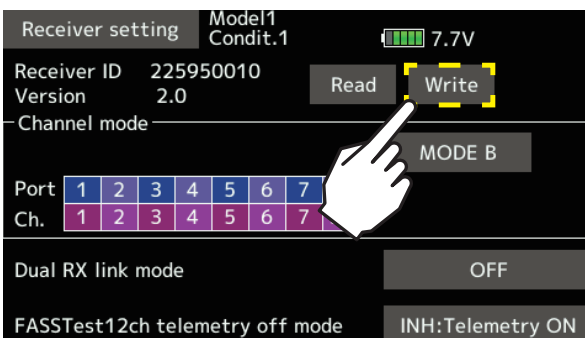 Receiver setting
Model1
Condit.1
7.7V
Receiver ID 225950010
Version 2.0
Read
Write
Channel mode
MODE B
Port 1 2 3 4 5 6 7
Ch. 1 2 3 4 5 6 7
Dual RX link mode OFF
FASSTest12ch telemetry off mode INH:Telemetry ON